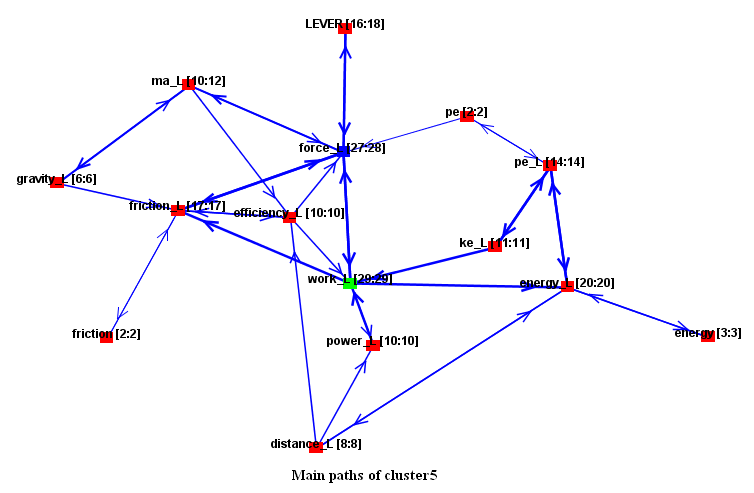 LEVER [16:18]
ma_L [10:12]
pe [2:2]
force_L [27:28]
pe_L [14:14]
gravity_L [6:6]
friction_L [17:17]
efficiency_L [10:10]
ke_L [11:11]
work_L [29:29]
energy_L [20:20]
friction [2:2]
power_L [10:10]
energy [3:3]
distance_L [8:8]
Main paths of cluster5